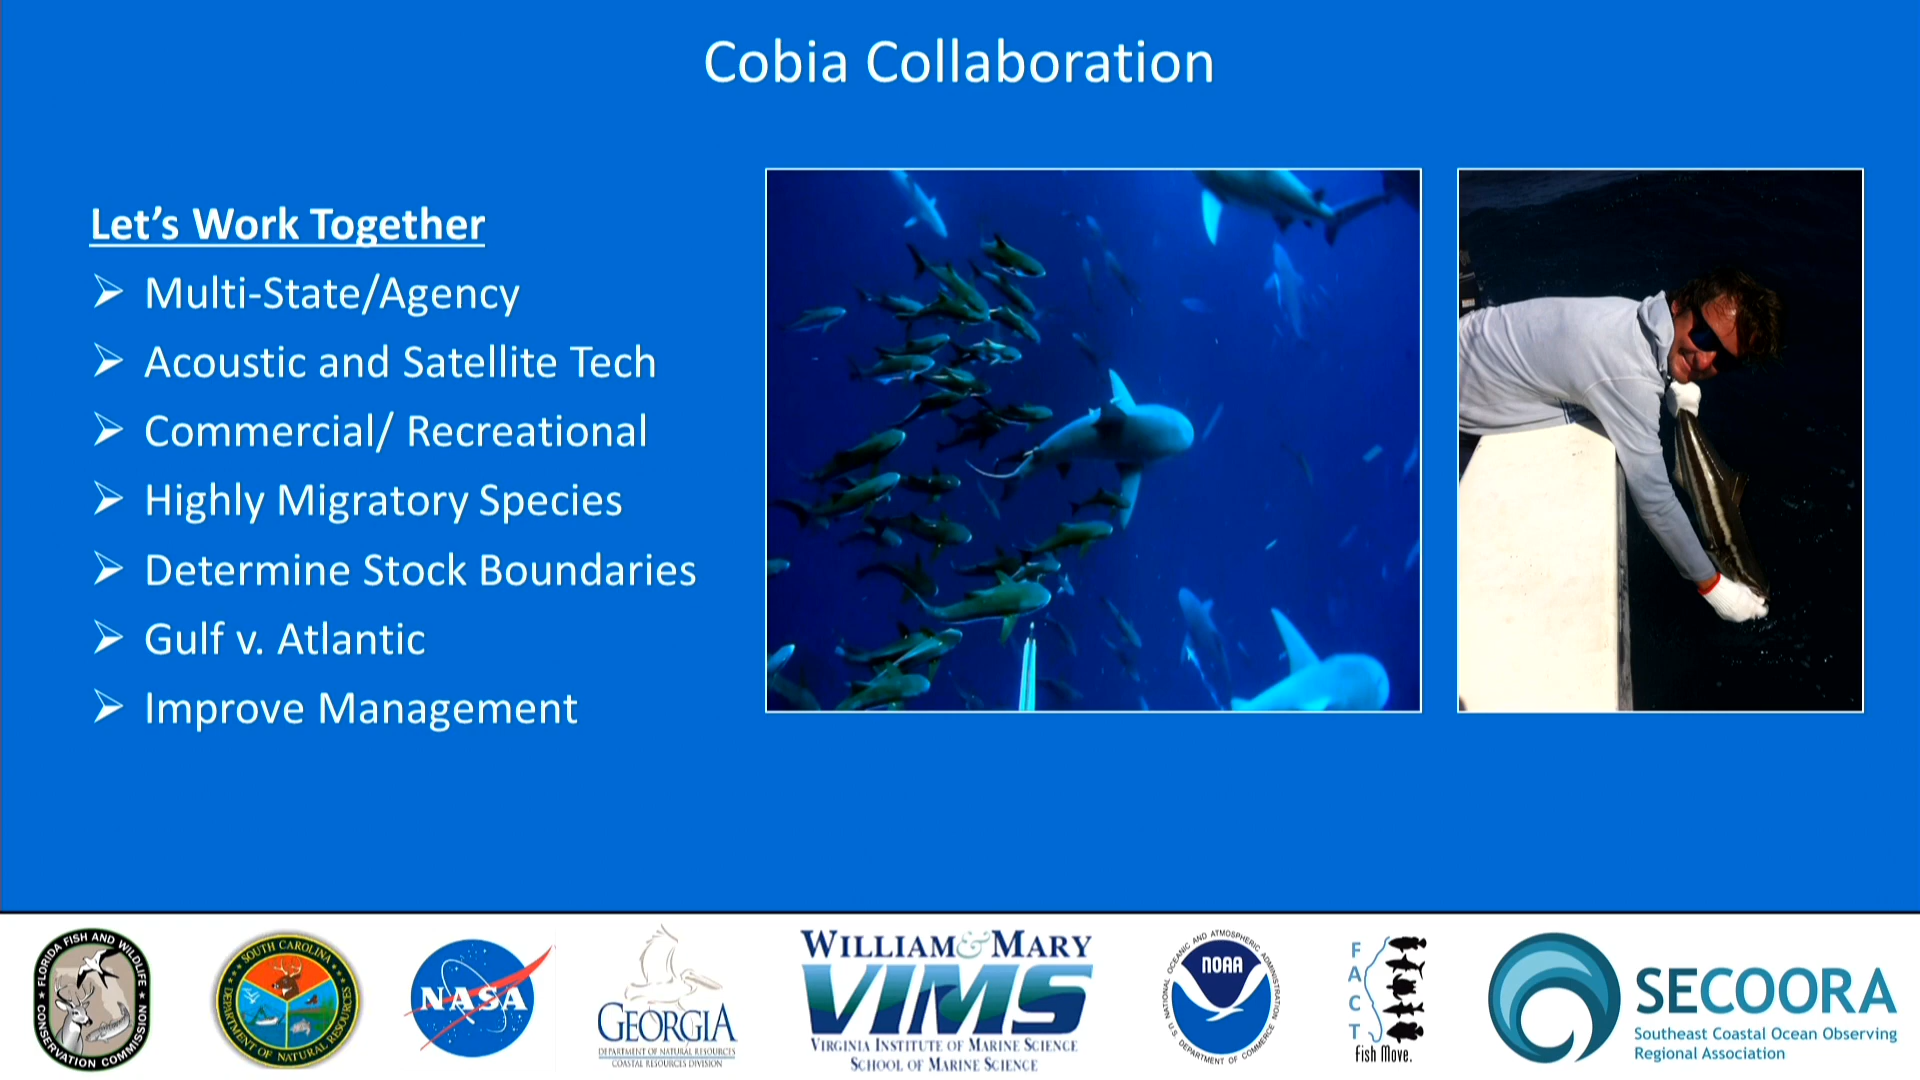 Cobia Collaboration
Let's Work Together
Multi-State/Agency
Acoustic and Satellite Tech
Commercial/ Recreational
Highly Migratory Species
Determine Stock Boundaries
Gulf v. Atlantic
Improve Management
FLORIDA FISH AND WILDLIFE
CONSERVATION COMMISSION
SOUTH CAROLINA
DEPARTMENT OF NATURAL RESOURCES
NASA
GEORGIA
DEPARTMENT OF NATURAL RESOURCES
COASTAL RESOURCES DIVISION
WILLIAM & MARY
VIMS
VIRGINIA INSTITUTE OF MARINE SCIENCE
SCHOOL OF MARINE SCIENCE
NATIONAL OCEANIC AND ATMOSPHERIC ADMINISTRATION
NOAA
U.S. DEPARTMENT OF COMMERCE
FACT
Fish Move.
SECOORA
Southeast Coastal Ocean Observing
Regional Association